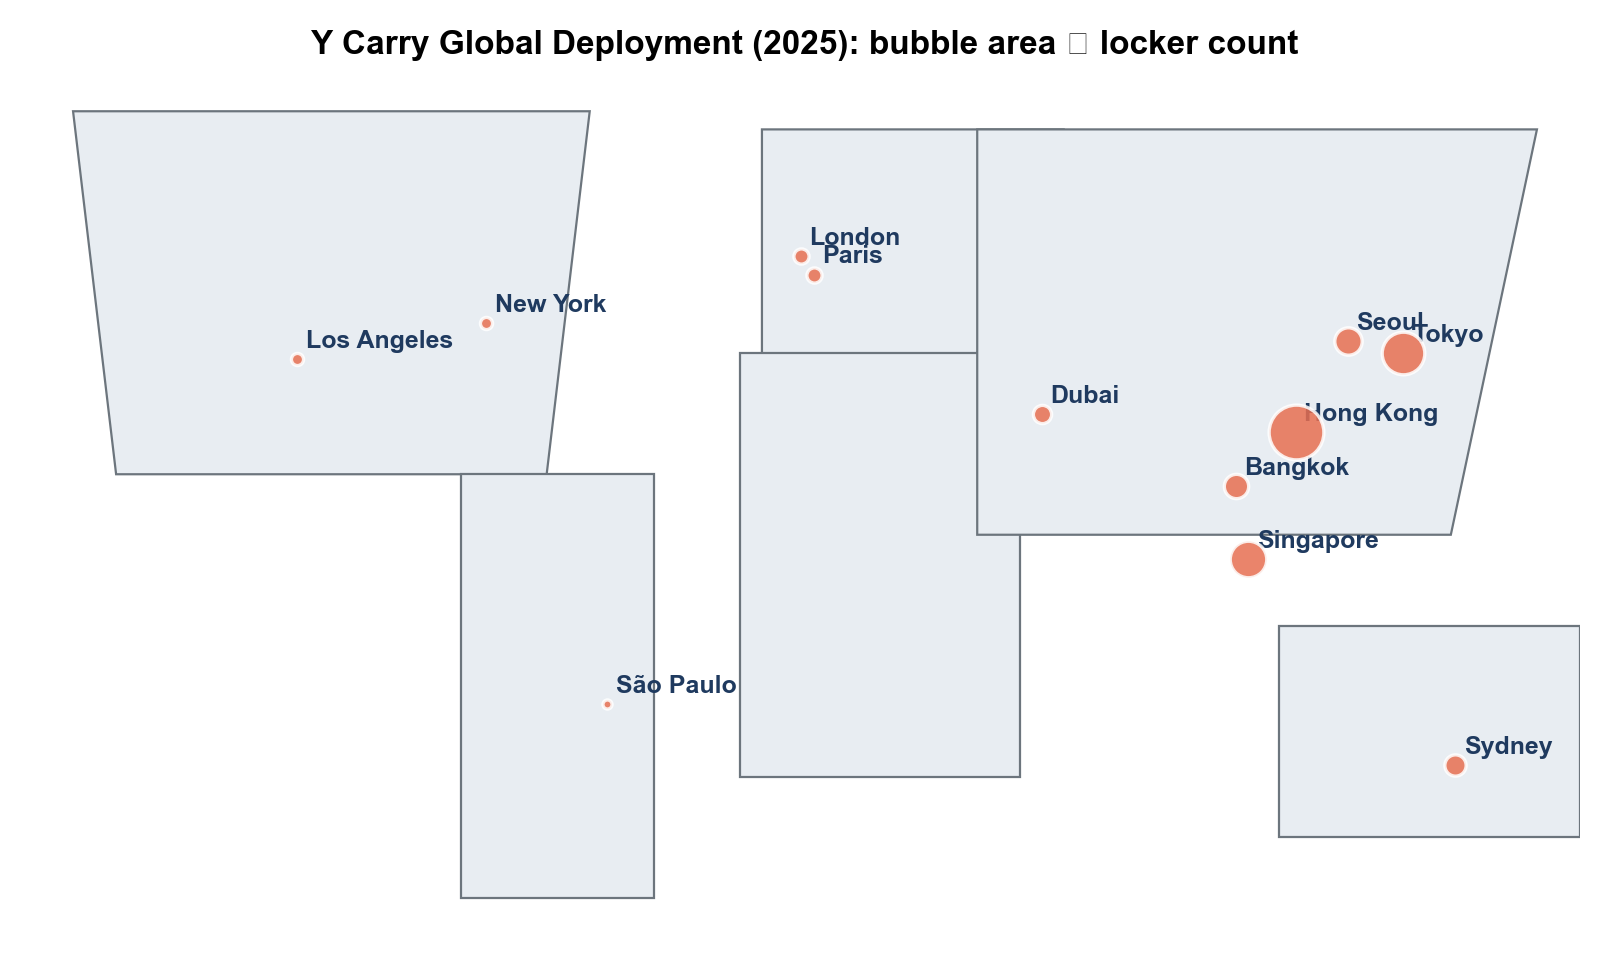 Y Carry Global Deployment (2025): bubble area □ locker count
London
Paris
New York
Los Angeles
Seoul
Tokyo
Dubai
Hong Kong
Bangkok
Singapore
São Paulo
Sydney